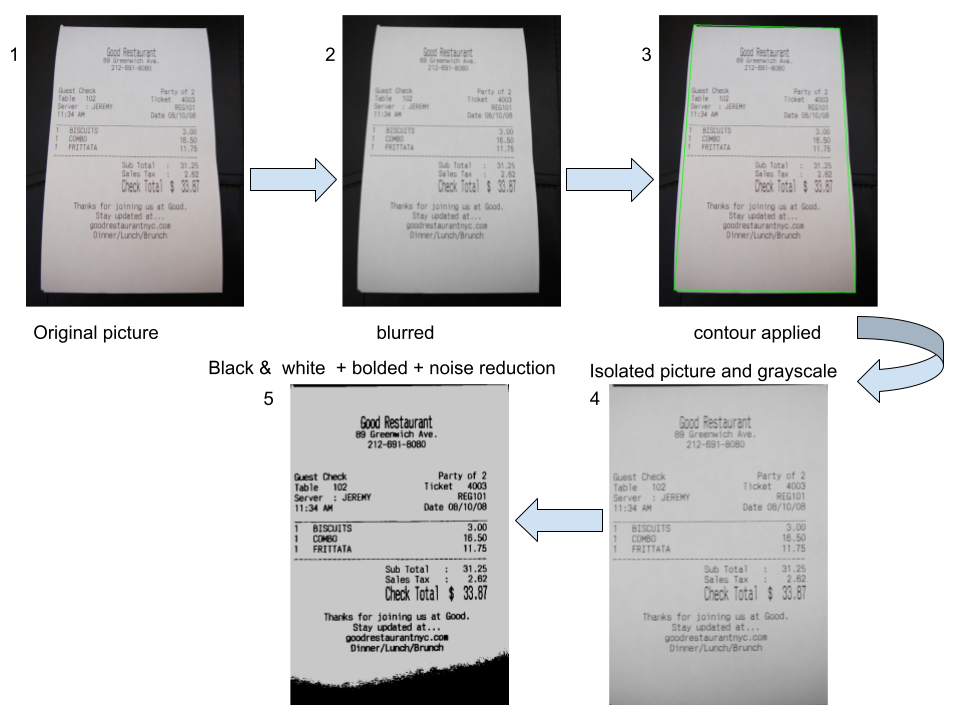 1
Good Restaurant
89 Greenwich Ave.
212-691-8080
Guest Check Party of 2
Table 102 Ticket 4003
Server : JEREMY REG101
11:34 AM Date 08/10/08
1 BISCUITS 3.00
1 COMBO 16.50
1 FRITTATA 11.75
Sub Total : 31.25
Sales Tax : 2.62
Check Total $ 33.87
Thanks for joining us at Good.
Stay updated at...
goodrestaurantnyc.com
Dinner/Lunch/Brunch
Original picture
2
Good Restaurant
89 Greenwich Ave.
212-691-8080
Guest Check Party of 2
Table 102 Ticket 4003
Server : JEREMY REG101
11:34 AM Date 08/10/08
1 BISCUITS 3.00
1 COMBO 16.50
1 FRITTATA 11.75
Sub Total : 31.25
Sales Tax : 2.62
Check Total $ 33.87
Thanks for joining us at Good.
Stay updated at...
goodrestaurantnyc.com
Dinner/Lunch/Brunch
blurred
3
Good Restaurant
89 Greenwich Ave.
212-691-8080
Guest Check Party of 2
Table 102 Ticket 4003
Server : JEREMY REG101
11:34 AM Date 08/10/08
1 BISCUITS 3.00
1 COMBO 16.50
1 FRITTATA 11.75
Sub Total : 31.25
Sales Tax : 2.62
Check Total $ 33.87
Thanks for joining us at Good.
Stay updated at...
goodrestaurantnyc.com
Dinner/Lunch/Brunch
contour applied
Isolated picture and grayscale
4
Good Restaurant
89 Greenwich Ave.
212-691-8080
Guest Check Party of 2
Table 102 Ticket 4003
Server : JEREMY REG101
11:34 AM Date 08/10/08
1 BISCUITS 3.00
1 COMBO 16.50
1 FRITTATA 11.75
Sub Total : 31.25
Sales Tax : 2.62
Check Total $ 33.87
Thanks for joining us at Good.
Stay updated at...
goodrestaurantnyc.com
Dinner/Lunch/Brunch
Black & white + bolded + noise reduction
5
Good Restaurant
89 Greenwich Ave.
212-691-8080
Guest Check Party of 2
Table 102 Ticket 4003
Server : JEREMY REG101
11:34 AM Date 08/10/08
1 BISCUITS 3.00
1 COMBO 16.50
1 FRITTATA 11.75
Sub Total : 31.25
Sales Tax : 2.62
Check Total $ 33.87
Thanks for joining us at Good.
Stay updated at...
goodrestaurantnyc.com
Dinner/Lunch/Brunch